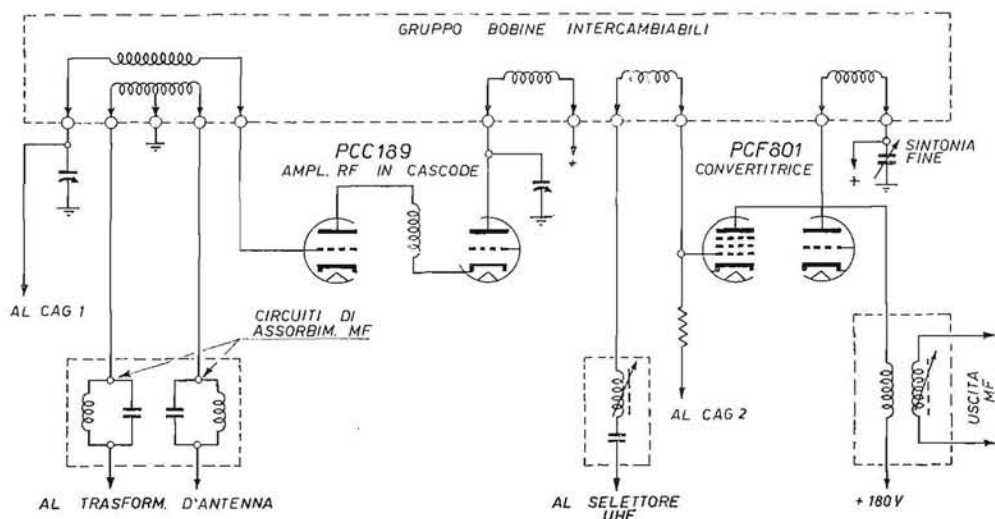 GRUPPO BOBINE INTERCAMBIABILI
PCC189
AMPL. RF IN CASCODE
PCF801
CONVERTITRICE
SINTONIA
FINE
+
+
AL CAG 1
CIRCUITI DI
ASSORBIM. MF
AL CAG 2
USCITA
MF
AL TRASFORM. D'ANTENNA
AL SELETTORE
UHF
+ 180V